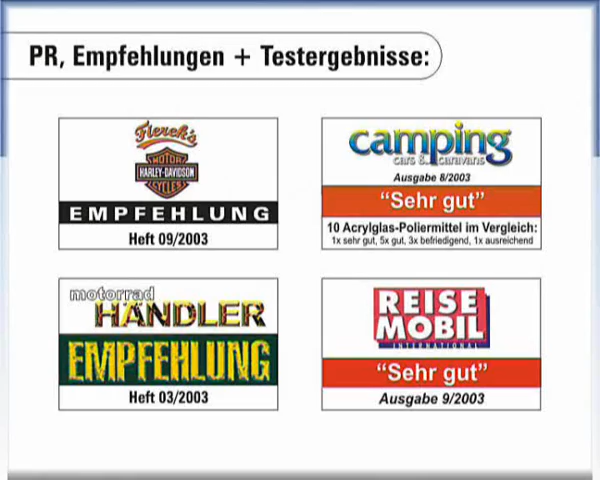 PR, Empfehlungen + Testergebnisse:
Flerek's
MOTOR
HARLEY-DAVIDSON
CYCLES
EMPFEHLUNG
Heft 09/2003
camping
cars & caravans
Ausgabe 8/2003
“Sehr gut”
10 Acrylglas-Poliermittel im Vergleich:
1x sehr gut, 5x gut, 3x befriedigend, 1x ausreichend
motorrad
HÄNDLER
EMPFEHLUNG
Heft 03/2003
REISE
MOBIL
INTERNATIONAL
“Sehr gut”
Ausgabe 9/2003